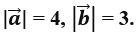 |a⃗| = 4, |b⃗| = 3.